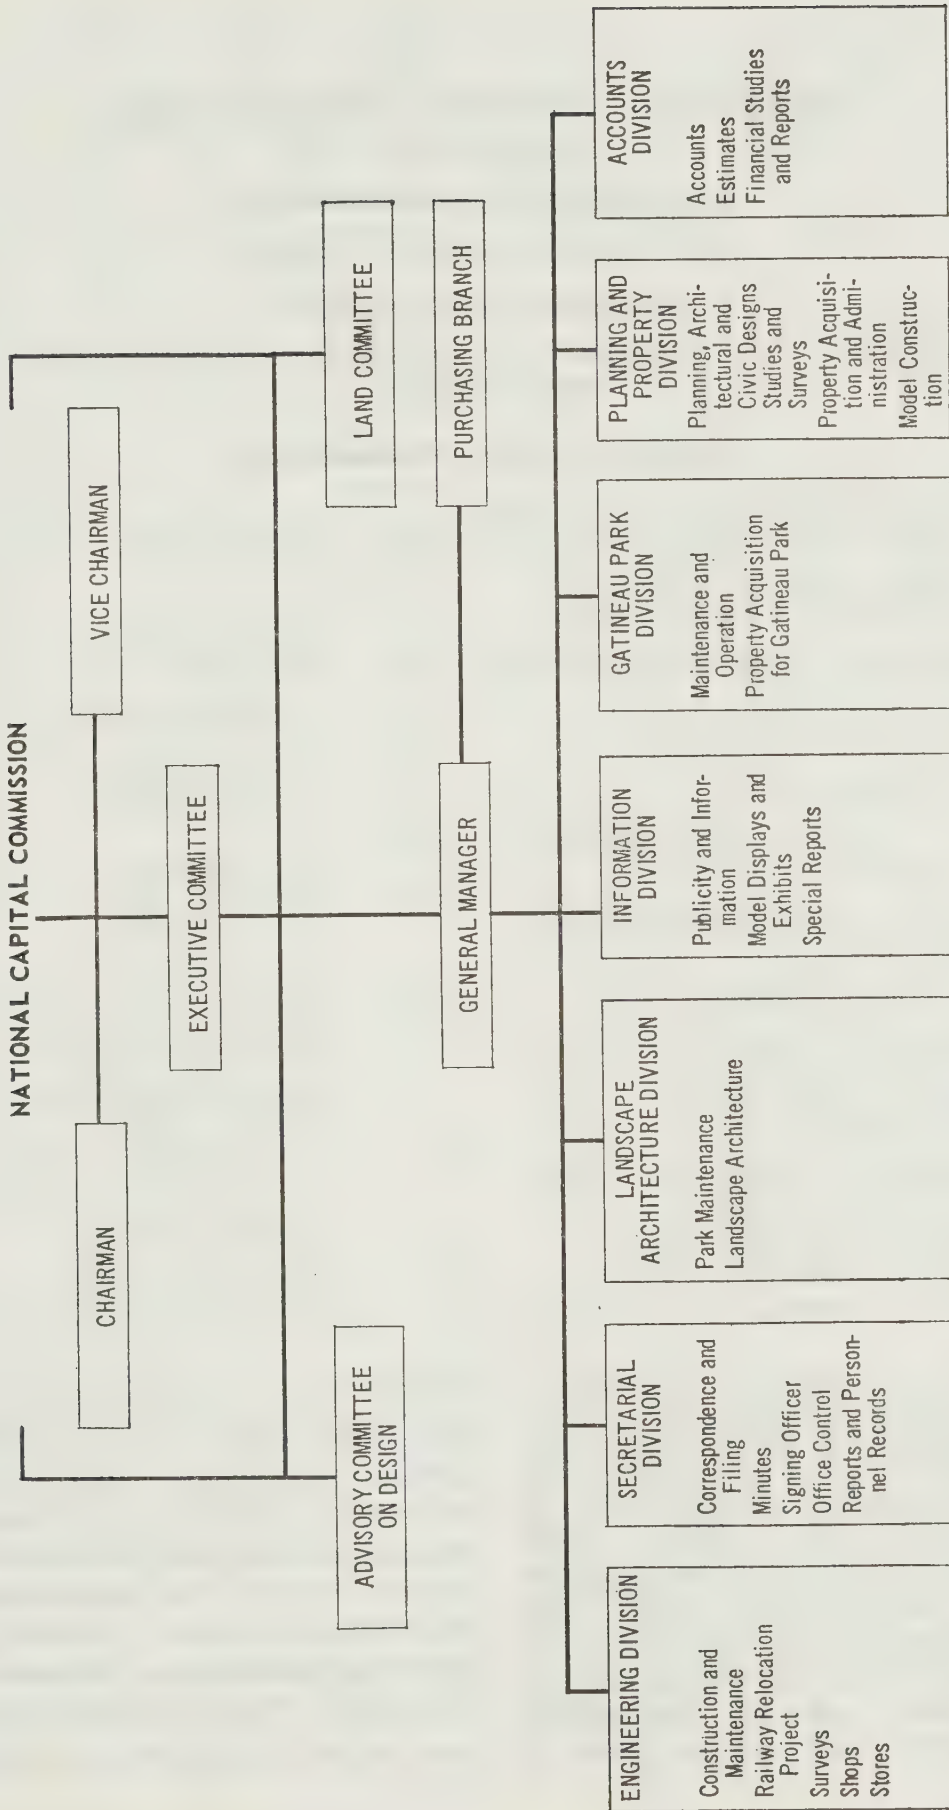 NATIONAL CAPITAL COMMISSION
CHAIRMAN
VICE CHAIRMAN
EXECUTIVE COMMITTEE
ADVISORY COMMITTEE
ON DESIGN
LAND COMMITTEE
GENERAL MANAGER
PURCHASING BRANCH
ENGINEERING DIVISION
Construction and
Maintenance
Railway Relocation
Project
Surveys
Shops
Stores
SECRETARIAL
DIVISION
Correspondence and
Filing
Minutes
Signing Officer
Office Control
Reports and Person-
nel Records
LANDSCAPE
ARCHITECTURE DIVISION
Park Maintenance
Landscape Architecture
INFORMATION
DIVISION
Publicity and Infor-
mation
Model Displays and
Exhibits
Special Reports
GATINEAU PARK
DIVISION
Maintenance and
Operation
Property Acquisition
for Gatineau Park
PLANNING AND
PROPERTY
DIVISION
Planning, Archi-
tectural and
Civic Designs
Studies and
Surveys
Property Acquisi-
tion and Admi-
nistration
Model Construc-
tion
ACCOUNTS
DIVISION
Accounts
Estimates
Financial Studies
and Reports